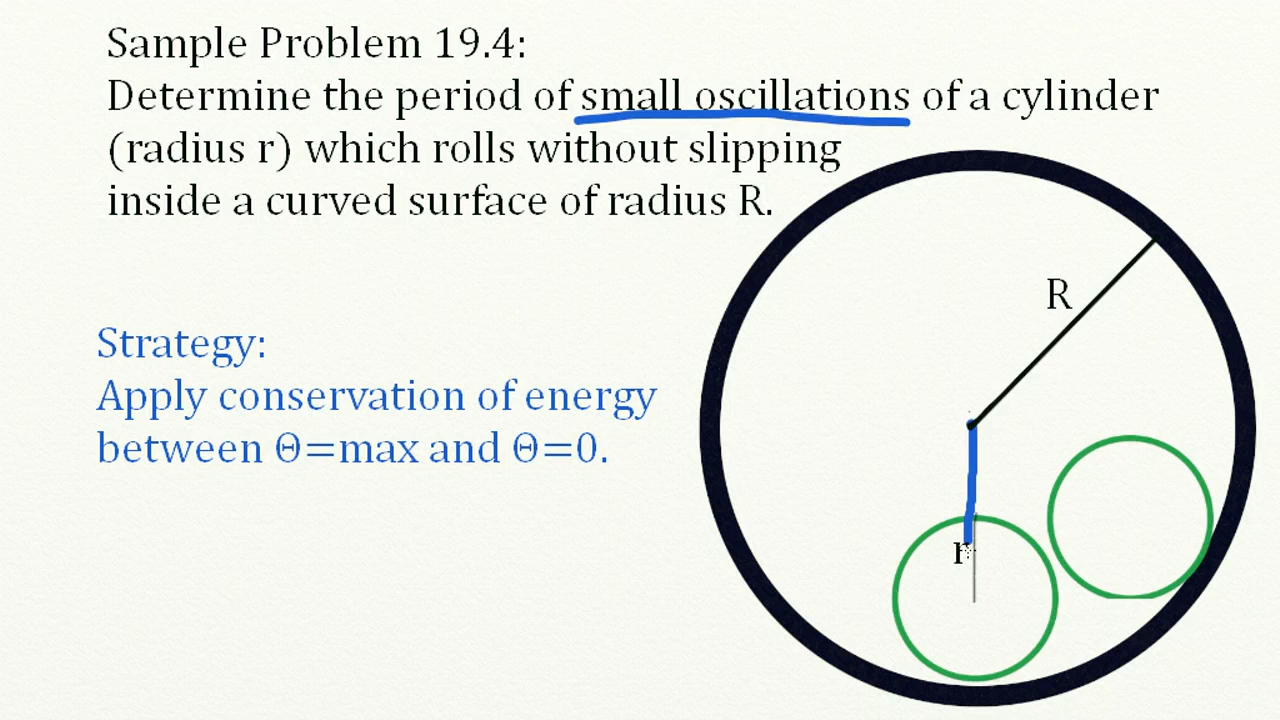 Sample Problem 19.4:
Determine the period of small oscillations of a cylinder
(radius r) which rolls without slipping
inside a curved surface of radius R.
Strategy:
Apply conservation of energy
between Θ=max and Θ=0.
R
r